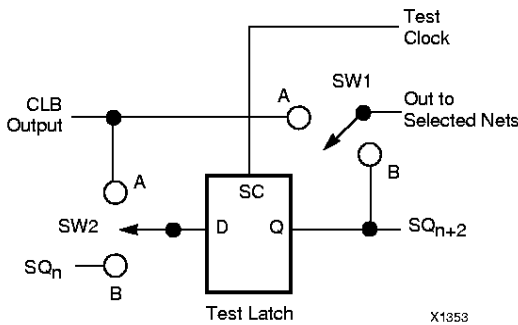 Test
Clock
SW1
A
CLB
Output
Out to
Selected Nets
A
B
SC
SW2
D
Q
SQn+2
SQn
B
Test Latch
X1353